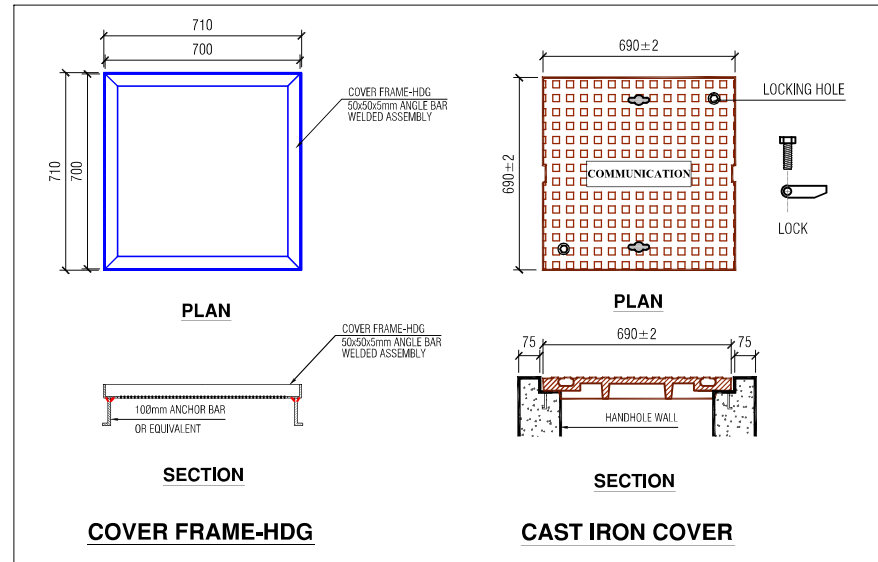 710
700
710
700
COVER FRAME-HDG
50x50x5mm ANGLE BAR
WELDED ASSEMBLY
PLAN
COVER FRAME-HDG
50x50x5mm ANGLE BAR
WELDED ASSEMBLY
10Ømm ANCHOR BAR
OR EQUIVALENT
SECTION
COVER FRAME-HDG
690±2
690±2
LOCKING HOLE
COMMUNICATION
LOCK
PLAN
75
690±2
75
HANDHOLE WALL
SECTION
CAST IRON COVER